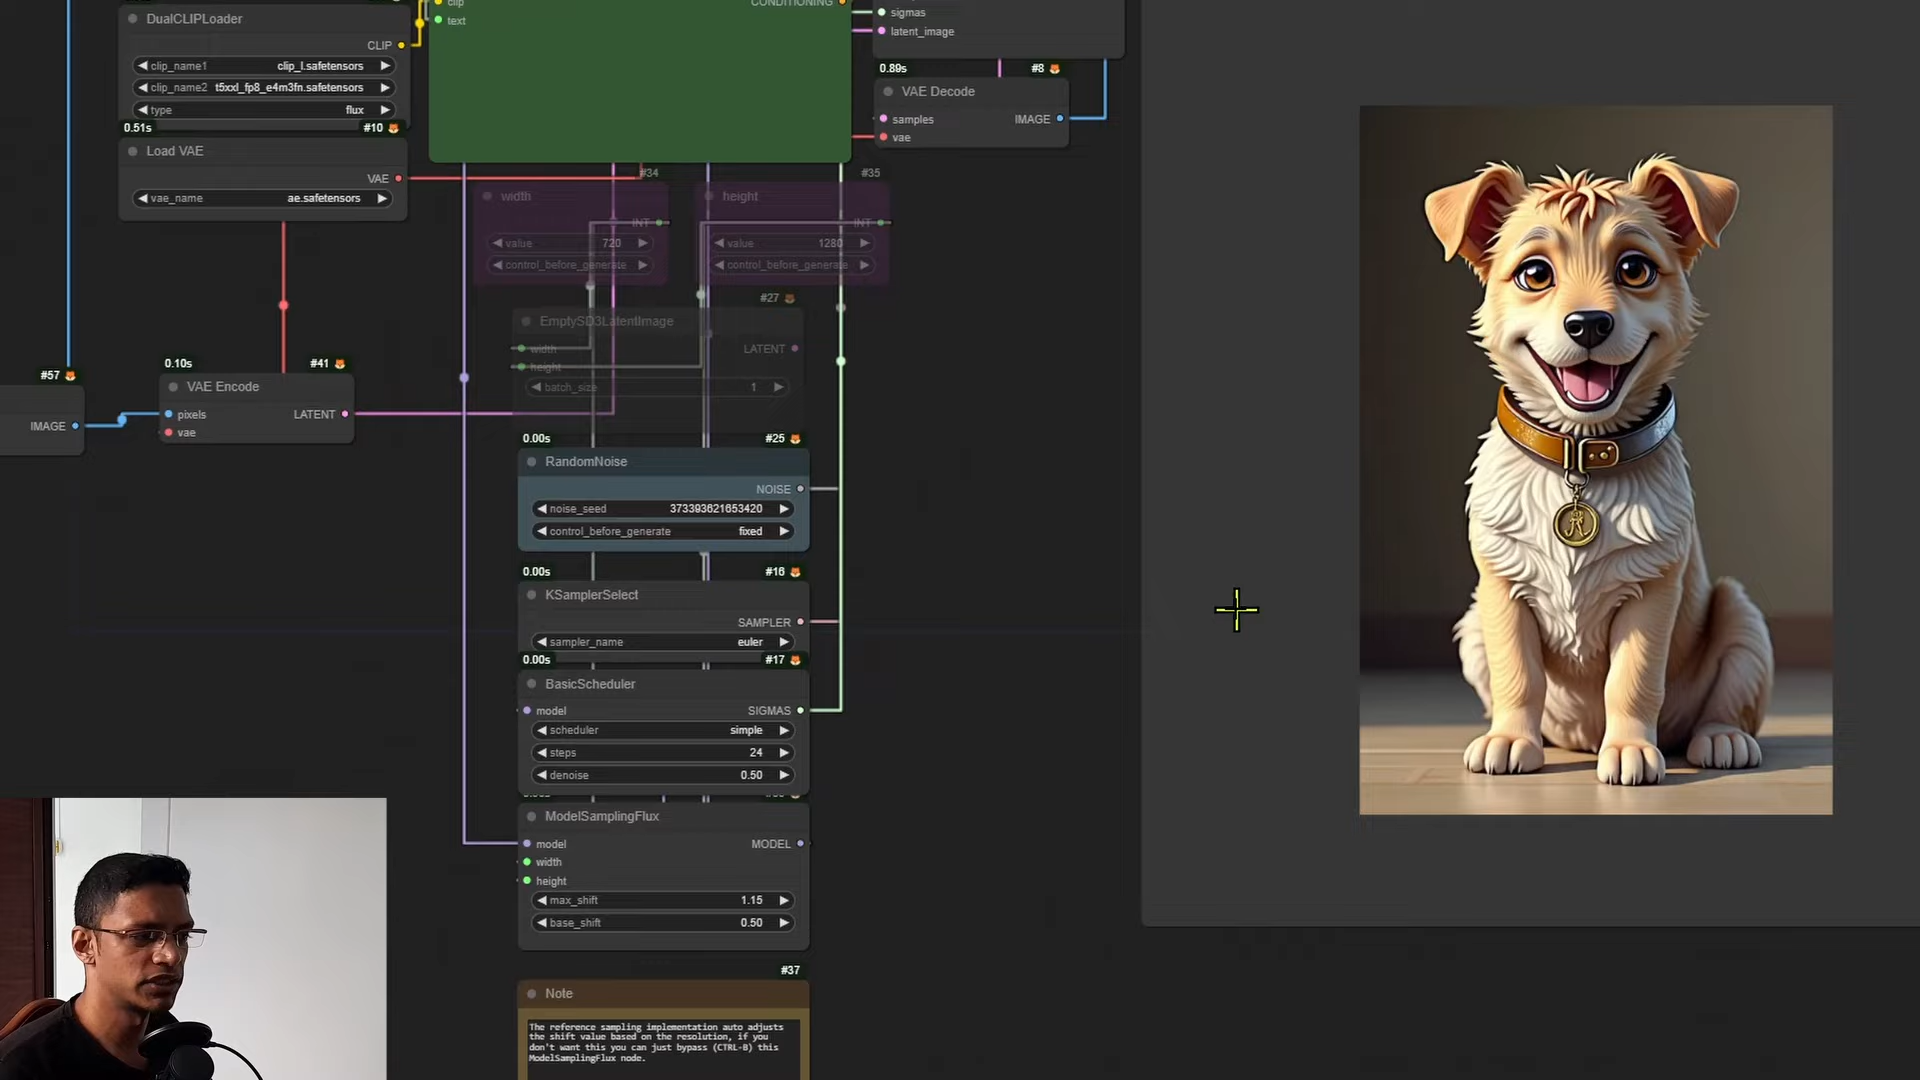 DualCLIPLoader
CLIP
clip_name1 clip_l.safetensors
clip_name2 t5xxl_fp8_e4m3fn.safetensors
type flux
0.51s #10
Load VAE
VAE
vae_name ae.safetensors
clip
text
CONDITIONING
sigmas
latent_image
0.89s #8
VAE Decode
samples IMAGE
vae
#34
width
INT
value 720
control_before_generate
#35
height
INT
value 1280
control_before_generate
#27
EmptySD3LatentImage
width LATENT
height
batch_size 1
#57
IMAGE
0.10s #41
VAE Encode
pixels LATENT
vae
0.00s #25
RandomNoise
NOISE
noise_seed 373393621653420
control_before_generate fixed
0.00s #16
KSamplerSelect
SAMPLER
sampler_name euler
0.00s #17
BasicScheduler
model SIGMAS
scheduler simple
steps 24
denoise 0.50
ModelSamplingFlux
model MODEL
width
height
max_shift 1.15
base_shift 0.50
#37
Note
The reference sampling implementation auto adjusts
the shift value based on the resolution, if you
don't want this you can just bypass (CTRL-B) this
ModelSamplingFlux node.